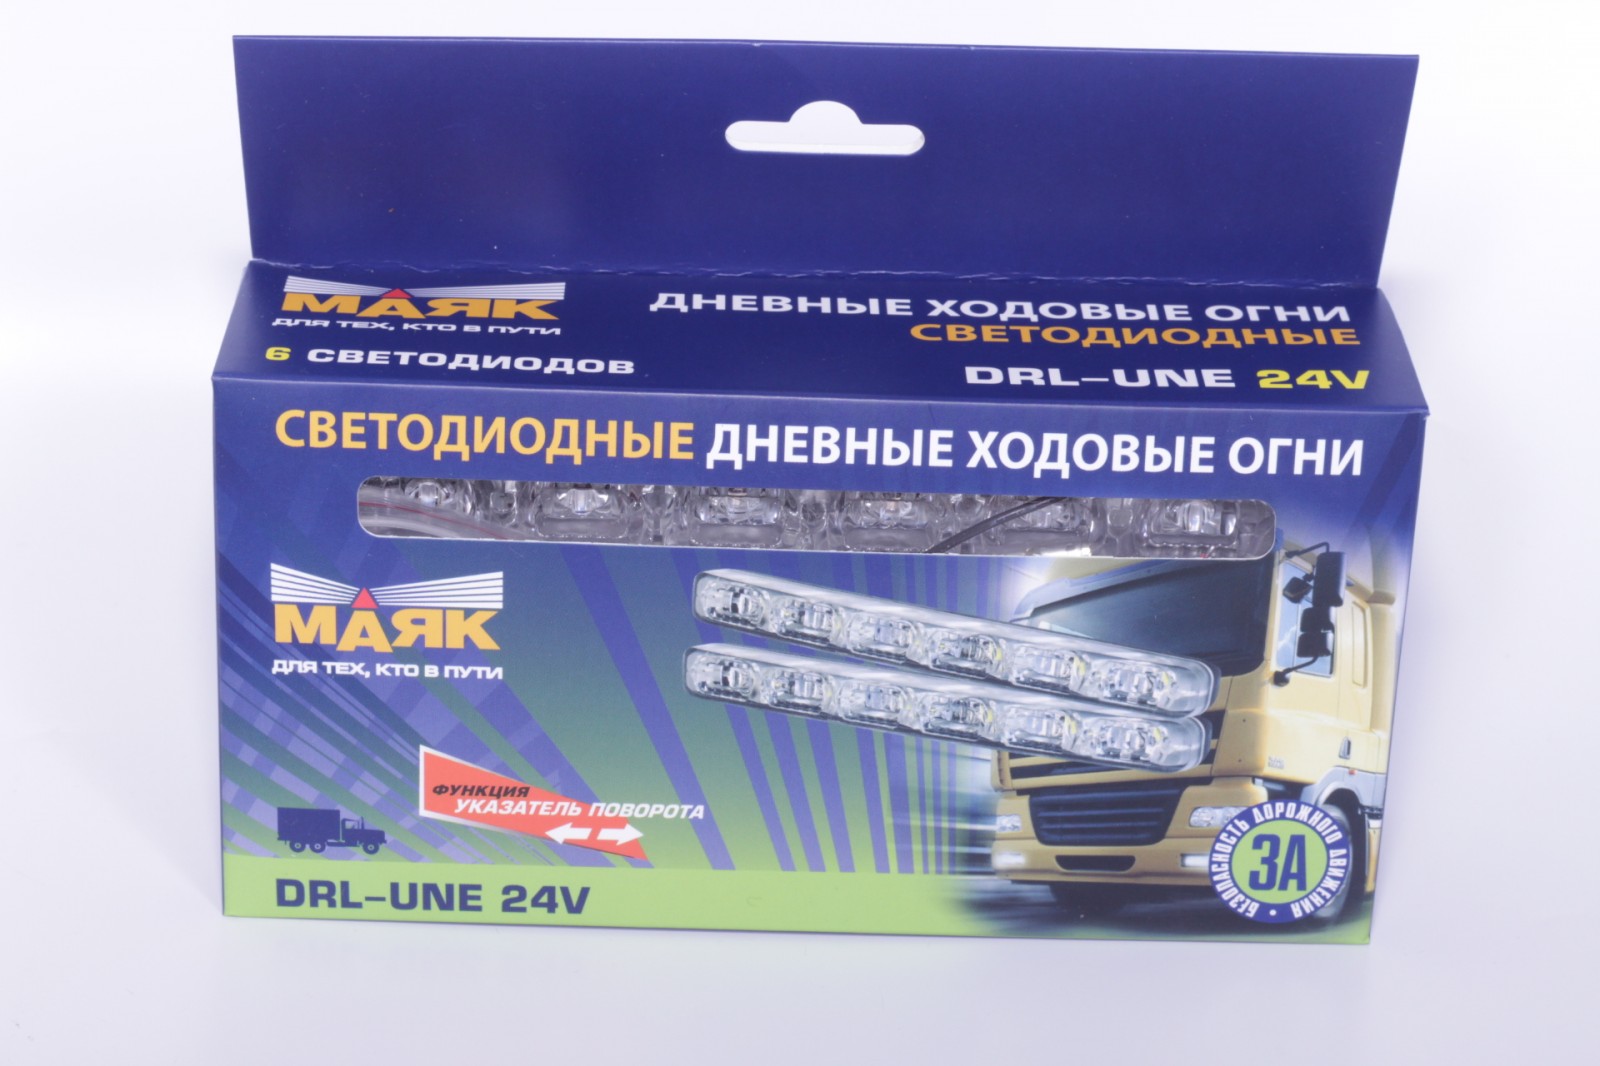 МАЯК
ДЛЯ ТЕХ, КТО В ПУТИ
6 СВЕТОДИОДОВ
ДНЕВНЫЕ ХОДОВЫЕ ОГНИ
СВЕТОДИОДНЫЕ
DRL-UNE 24V
СВЕТОДИОДНЫЕ ДНЕВНЫЕ ХОДОВЫЕ ОГНИ
МАЯК
ДЛЯ ТЕХ, КТО В ПУТИ
ФУНКЦИЯ
УКАЗАТЕЛЬ ПОВОРОТА
DRL-UNE 24V
ЗА
БЕЗОПАСНОСТЬ ДОРОЖНОГО ДВИЖЕНИЯ